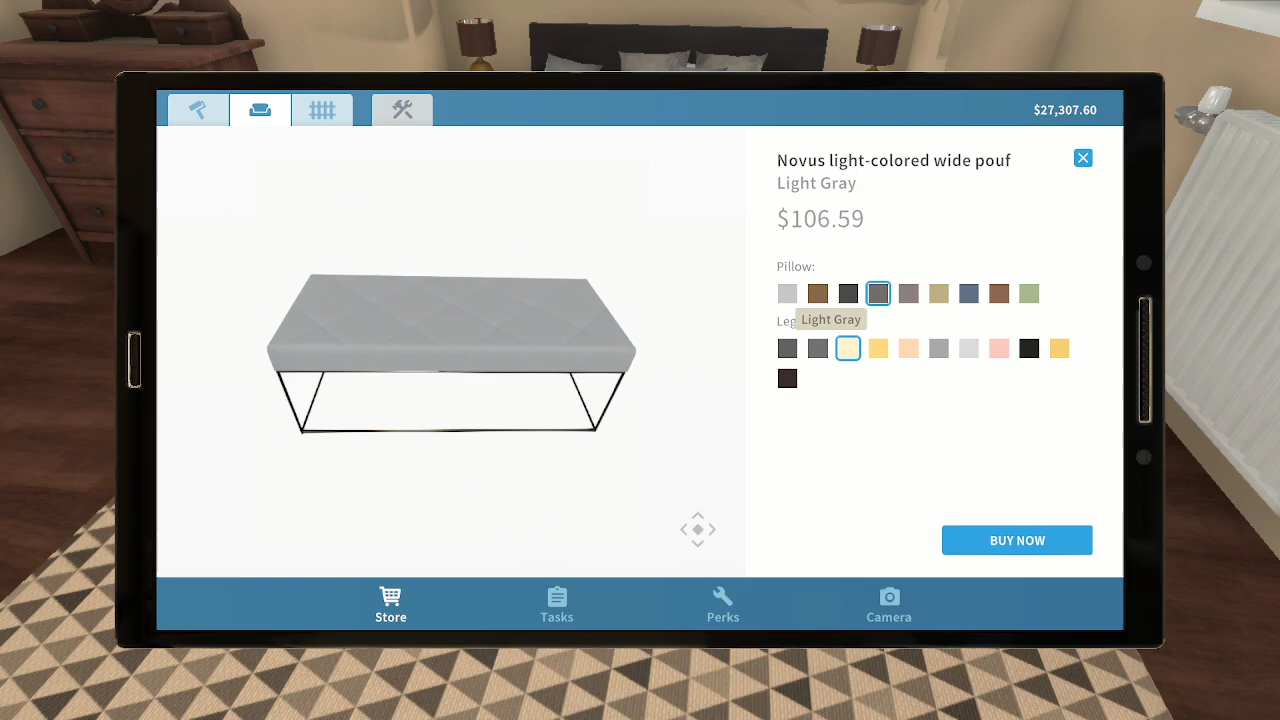 $27,307.60
Novus light-colored wide pouf
Light Gray
$106.59
Pillow:
Leg
Light Gray
BUY NOW
Store
Tasks
Perks
Camera